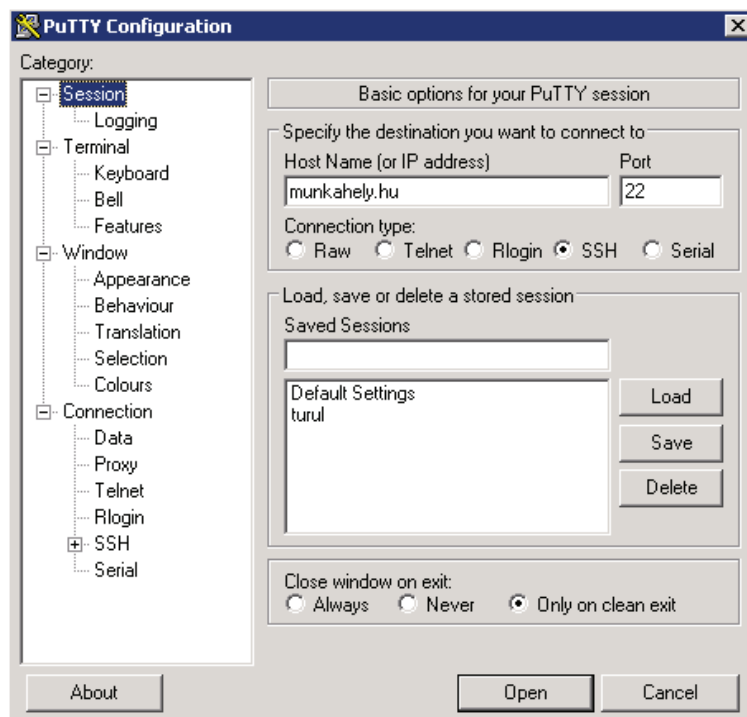 PuTTY Configuration
Category:
Session
Logging
Terminal
Keyboard
Bell
Features
Window
Appearance
Behaviour
Translation
Selection
Colours
Connection
Data
Proxy
Telnet
Rlogin
SSH
Serial
Basic options for your PuTTY session
Specify the destination you want to connect to
Host Name (or IP address) Port
munkahely.hu 22
Connection type:
Raw Telnet Rlogin SSH Serial
Load, save or delete a stored session
Saved Sessions
Default Settings
turul
Load
Save
Delete
Close window on exit:
Always Never Only on clean exit
About Open Cancel